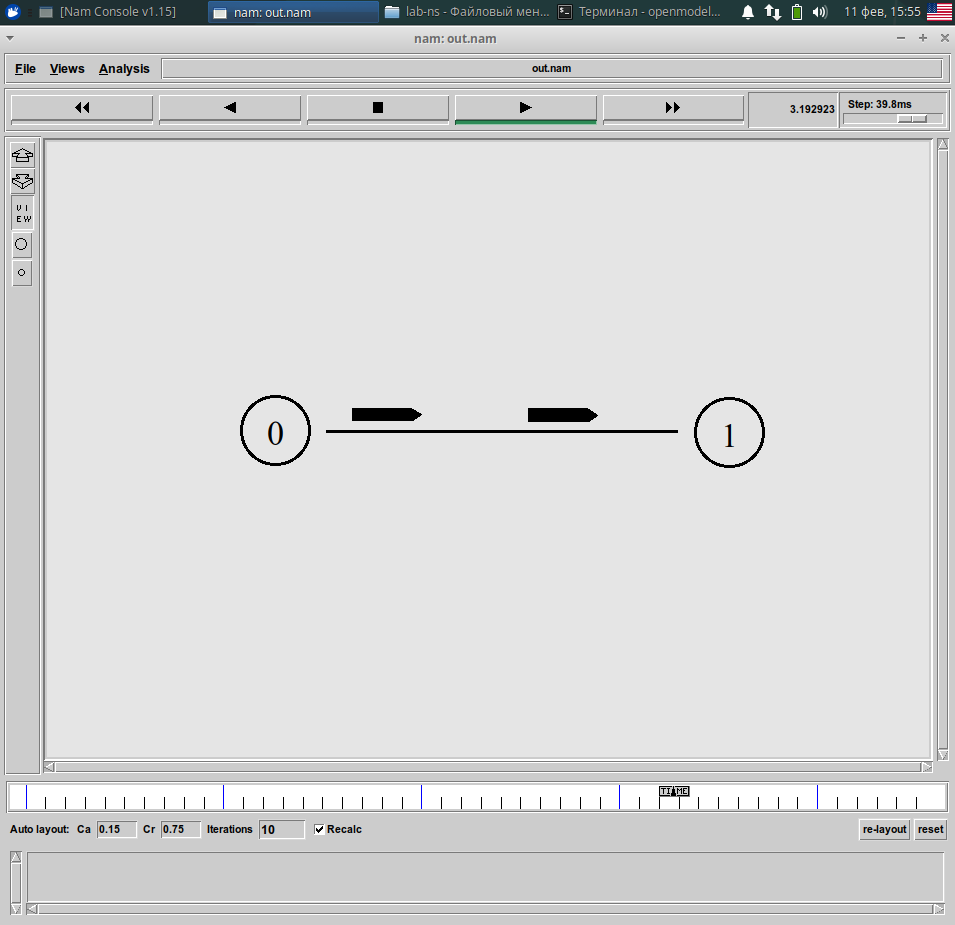 [Nam Console v1.15] nam: out.nam lab-ns - Файловый мен... Терминал - openmodel... 11 фев, 15:55
nam: out.nam
File Views Analysis out.nam
3.192923 Step: 39.8ms
VI
EW
0 1
TIME
Auto layout: Ca 0.15 Cr 0.75 Iterations 10 Recalc re-layout reset